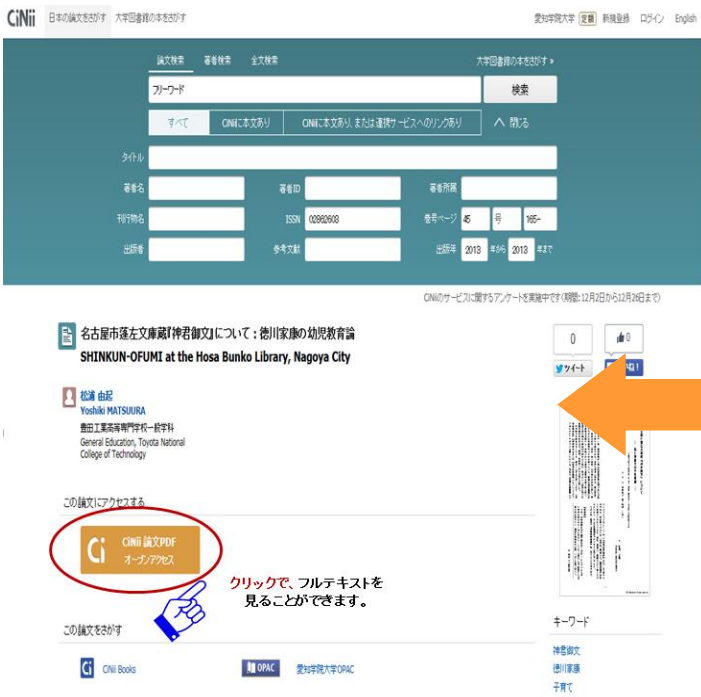 CiNii 日本の論文をさがす 大学図書館の本をさがす 愛知学院大学 定額 新規登録 ログイン English
論文検索 著者検索 全文検索 大学図書館の本をさがす »
フリーワード 検索
すべて CiNiiに本文あり CiNiiに本文あり、または連携サービスへのリンクあり 閉じる
タイトル
著者名 著者ID 著者所属
刊行物名 ISSN 02862603 巻号ページ 45 号 165-
出版者 参考文献 出版年 2013 年から 2013 年まで
CiNiiのサービスに関するアンケートを実施中です(期間:12月2日から12月26日まで)
名古屋市蓬左文庫蔵『神君御文』について : 徳川家康の幼児教育論
SHINKUN-OFUMI at the Hosa Bunko Library, Nagoya City
0 0
ツイート
松浦 由起
Yoshiki MATSUURA
豊田工業高等専門学校一般学科
General Education, Toyota National
College of Technology
この論文にアクセスする
Ci CiNii 論文PDF
オープンアクセス
クリックで、フルテキストを
見ることができます。
この論文をさがす
Ci CiNii Books OPAC 愛知学院大学OPAC
キーワード
神君御文
徳川家康
子育て